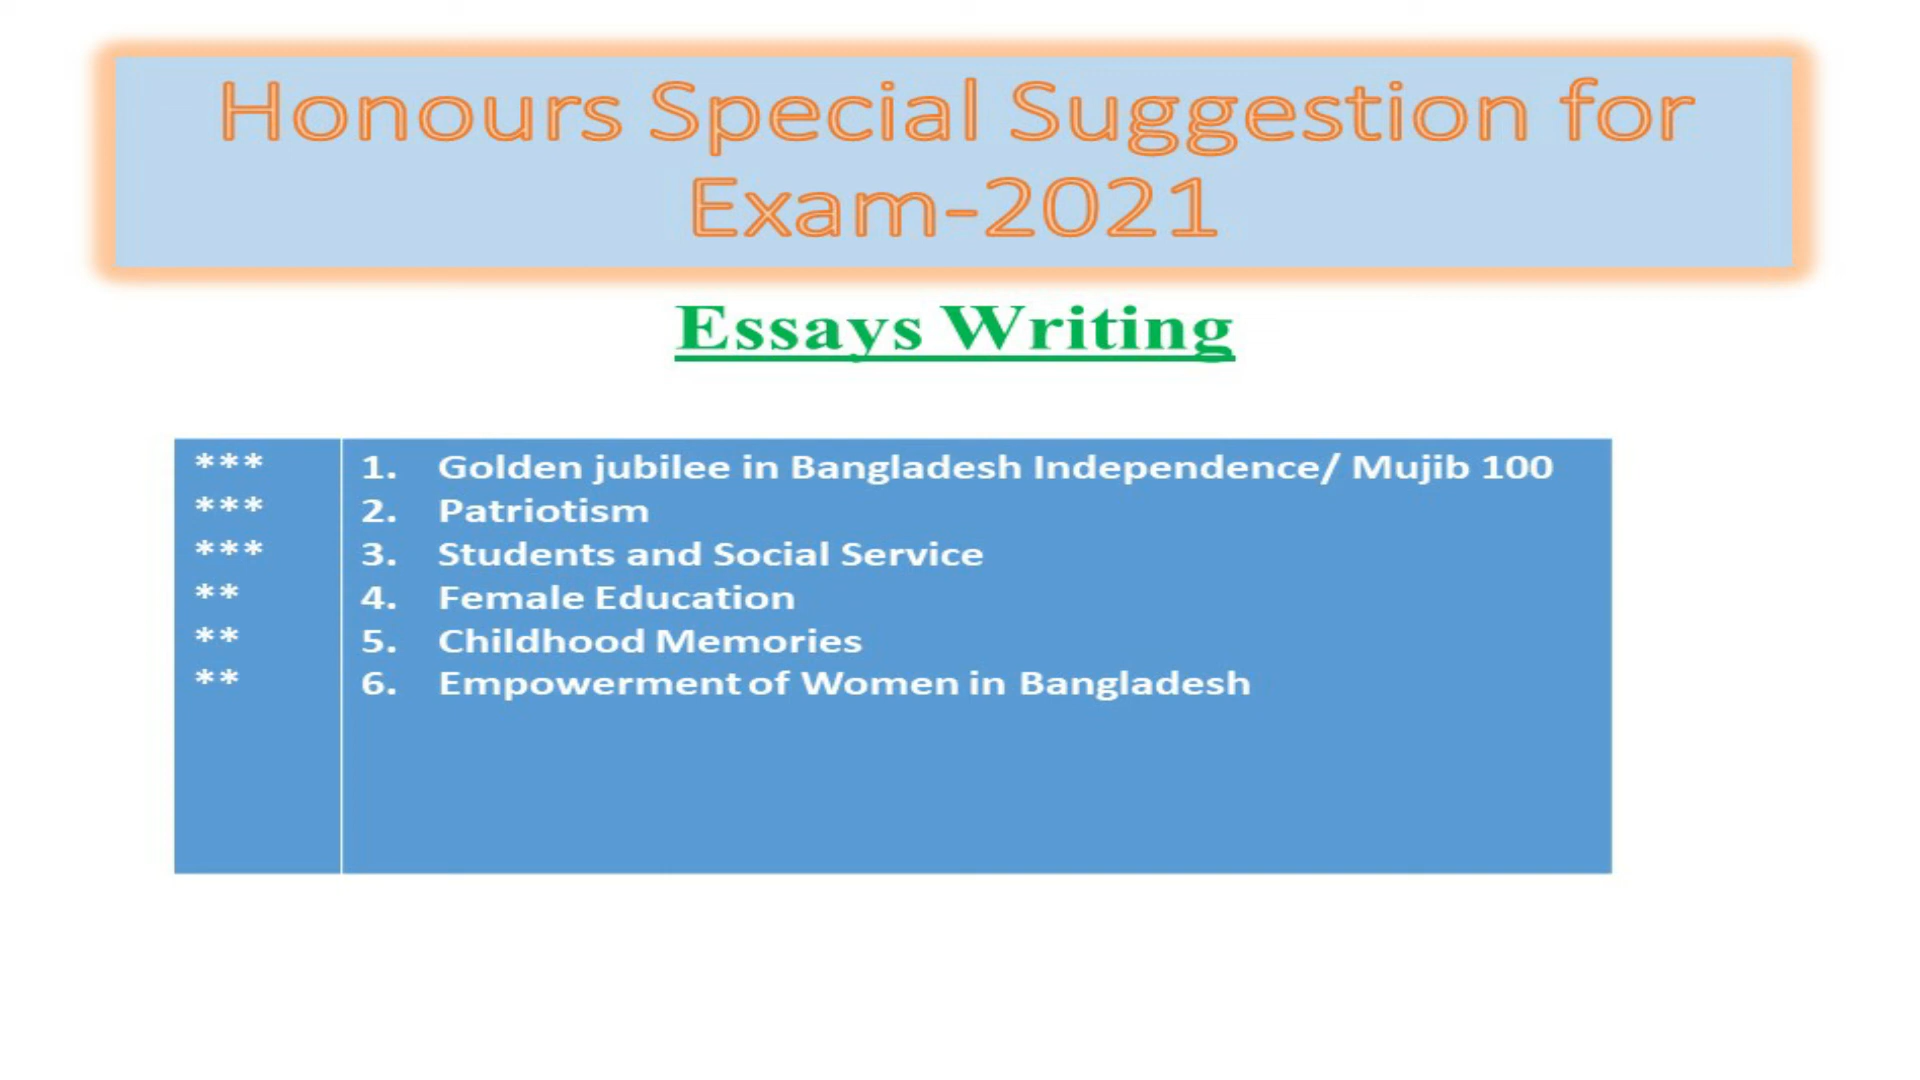 Honours Special Suggestion for
Exam-2021
Essays Writing
*** 1. Golden jubilee in Bangladesh Independence/ Mujib 100
*** 2. Patriotism
*** 3. Students and Social Service
** 4. Female Education
** 5. Childhood Memories
** 6. Empowerment of Women in Bangladesh